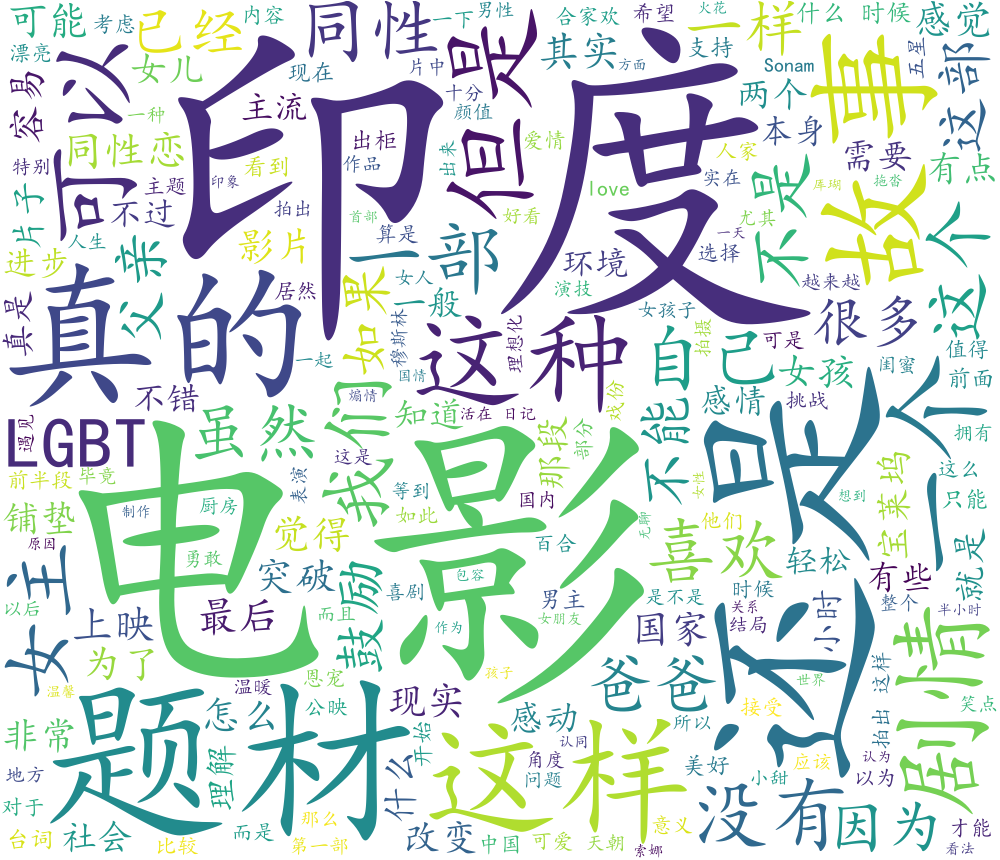 可能
考虑
已经
内容
同性
一下
男性
合家欢
希望
火花
一样
什么
时候
感觉
漂亮
女儿
现在
片中
是
其实
支持
方面
五星
这部
容易
可以
主流
印度
十分
颜值
但是
Sonam
两个
本身
事
需要
一种
同性恋
出柜
出来
爱情
人家
有点
特别
看到
作品
love
实在
不是
库珊
拖沓
故
片子
不过
主题
印象
拍出
首部
好看
尤其
一天
这个
人生
父亲
影片
算是
一部
环境
选择
进步
女人
演技
越来越
真是
真的
居然
如果
一般
穆斯林
这种
理想化
女孩子
可是
拍摄
很多
一起
国情
自己
女孩
闺蜜
值得
前面
不错
煽情
活在
日记
戏份
感情
挑战
一个
拥有
LGBT
遇见
虽然
我们
知道
那段
部分
不能
还是
宝莱坞
前半段
毕竟
表演
这是
等到
国内
女性
想到
这么
只能
铺垫
制作
厨房
觉得
如此
电影
无聊
喜欢
他们
轻松
原因
勇敢
突破
鼓励
喜剧
百合
包容
是不是
时候
有些
就是
女主
以后
上映
最后
而且
作为
男主
女朋友
国家
关系
结局
小时
整个
半小时
为了
温馨
温暖
恩宠
孩子
爸爸
世界
这样
剧情
非常
题材
怎么
公映
现实
开始
感动
认同
所以
接受
拍出
笑点
地方
理解
什么
这样
角度
问题
美好
小甜
应该
认为
以为
对于
那么
没有
因为
才能
台词
社会
比较
而是
第一部
改变
中国
可爱
天朝
意义
索娜
看法